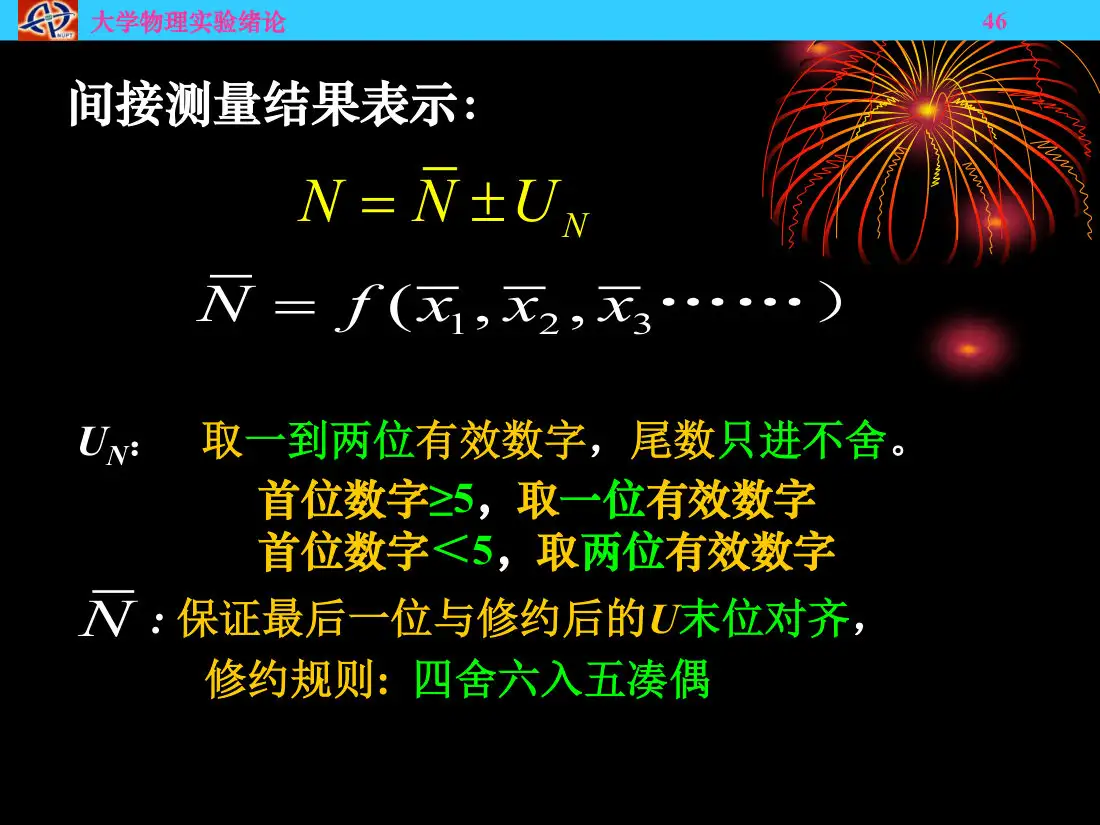 大学物理实验绪论 46
NUPT
间接测量结果表示:
N = N̅ ± U_N
N̅ = f ( x̅₁ , x̅₂ , x̅₃ …… ）
U_N： 取一到两位有效数字，尾数只进不舍。
首位数字≥5，取一位有效数字
首位数字＜5，取两位有效数字
N̅ : 保证最后一位与修约后的U末位对齐，
修约规则: 四舍六入五凑偶